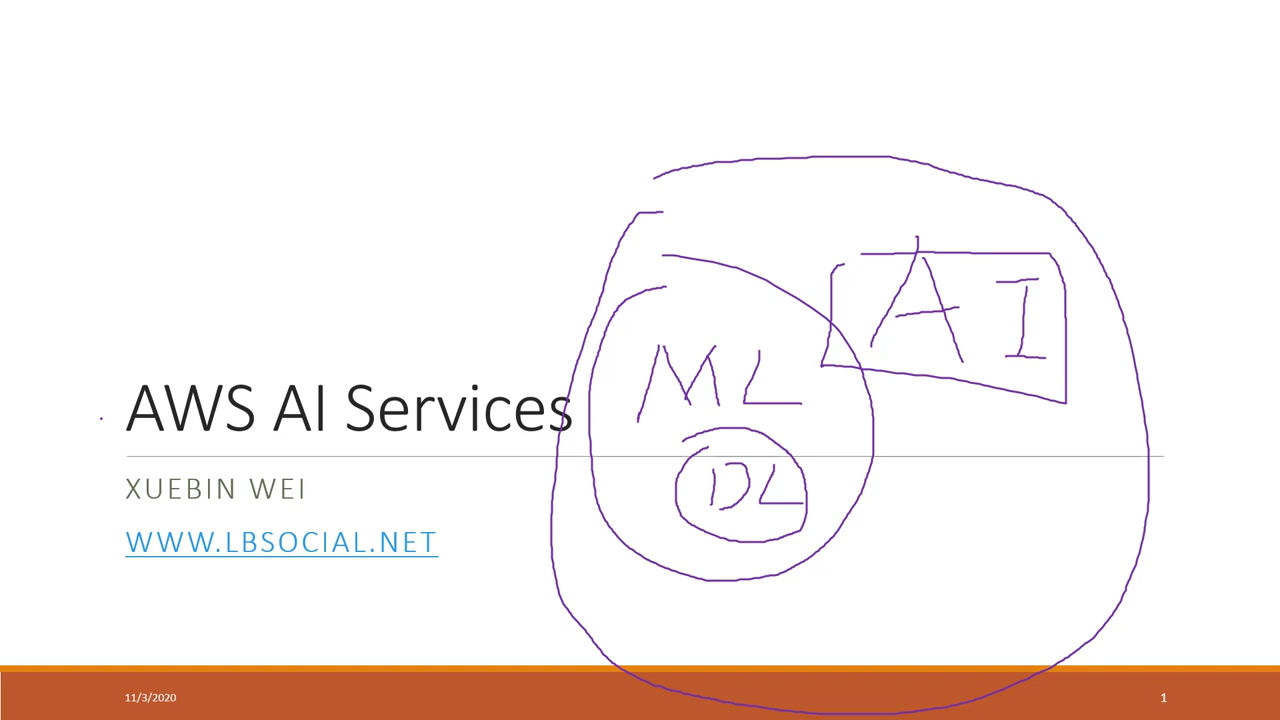 AI
ML
DL
AWS AI Services
XUEBIN WEI
WWW.LBSOCIAL.NET
11/3/2020
1